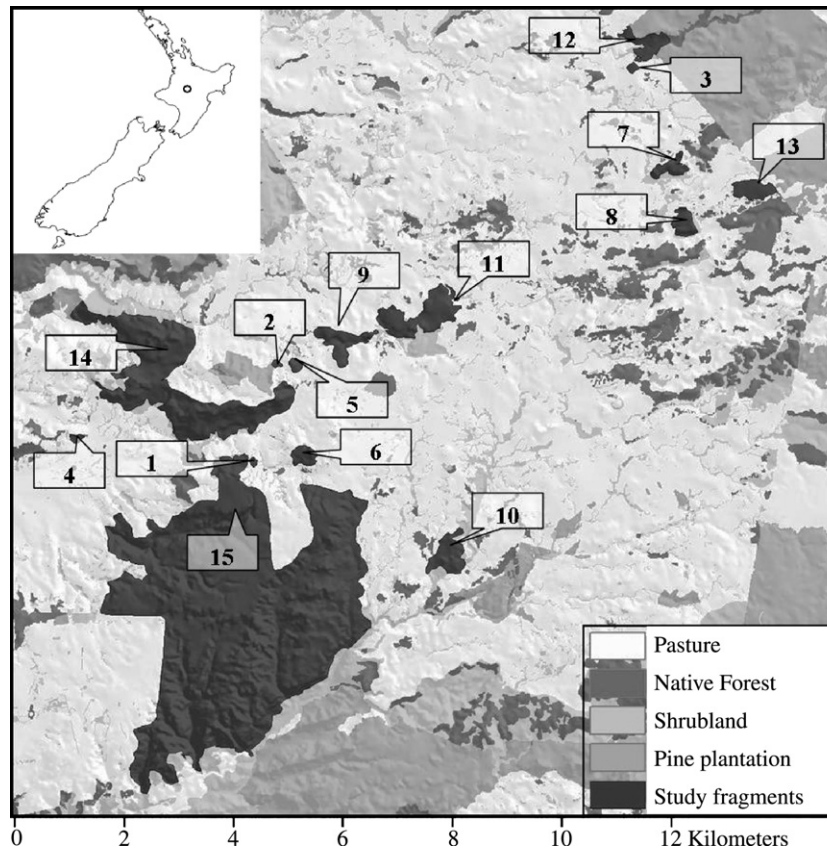 12
3
7
13
8
9
11
2
14
5
1
6
4
10
15
Pasture
Native Forest
Shrubland
Pine plantation
Study fragments
0 2 4 6 8 10 12 Kilometers